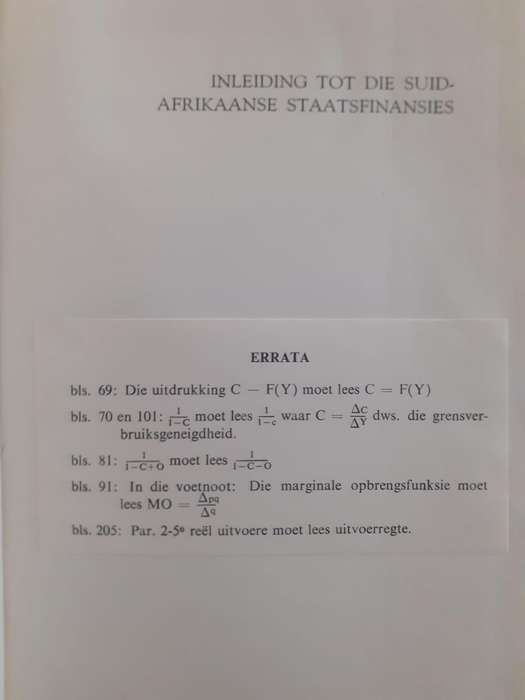 INLEIDING TOT DIE SUID-
AFRIKAANSE STAATSFINANSIES
ERRATA
bls. 69: Die uitdrukking C — F(Y) moet lees C = F(Y)
bls. 70 en 101: 1/1−C moet lees 1/1−c waar C = ΔC/ΔY dws. die grensver-
bruiksgeneigdheid.
bls. 81: 1/1−C+O moet lees 1/1−C−O
bls. 91: In die voetnoot: Die marginale opbrengsfunksie moet
lees MO = Δpq/Δq
bls. 205: Par. 2-5e reël uitvoere moet lees uitvoerregte.